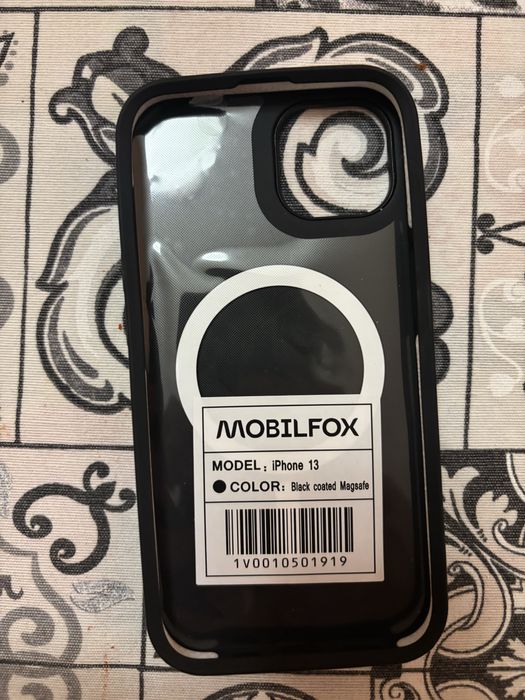 MOBILFOX
MODEL: iPhone 13
COLOR: Black coated Magsafe
1V0010501919